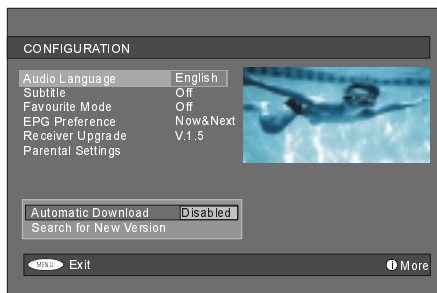 CONFIGURATION
Audio Language English
Subtitle Off
Favourite Mode Off
EPG Preference Now&Next
Receiver Upgrade V.1.5
Parental Settings
Automatic Download Disabled
Search for New Version
MENU Exit i More